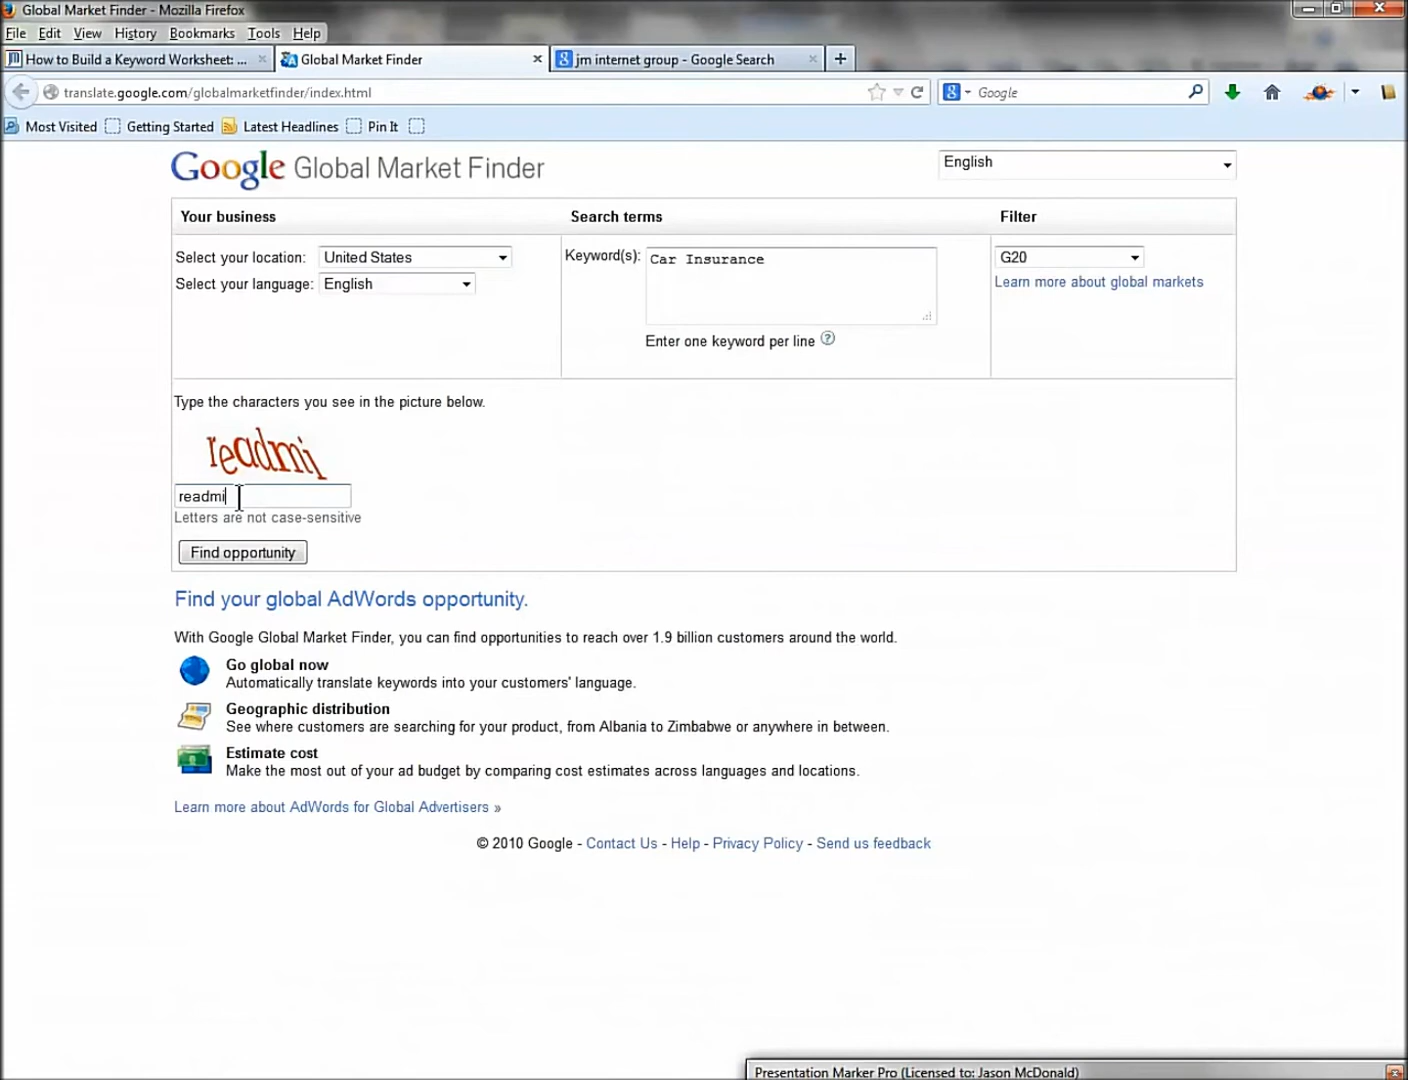 Global Market Finder - Mozilla Firefox
File Edit View History Bookmarks Tools Help
How to Build a Keyword Worksheet: ... Global Market Finder jm internet group - Google Search
translate.google.com/globalmarketfinder/index.html Google
Most Visited Getting Started Latest Headlines Pin It
Google Global Market Finder English
Your business Search terms Filter
Select your location: United States Keyword(s): Car Insurance G20
Select your language: English Learn more about global markets
Enter one keyword per line
Type the characters you see in the picture below.
readmi
readmi
Letters are not case-sensitive
Find opportunity
Find your global AdWords opportunity.
With Google Global Market Finder, you can find opportunities to reach over 1.9 billion customers around the world.
Go global now
Automatically translate keywords into your customers' language.
Geographic distribution
See where customers are searching for your product, from Albania to Zimbabwe or anywhere in between.
Estimate cost
Make the most out of your ad budget by comparing cost estimates across languages and locations.
Learn more about AdWords for Global Advertisers »
© 2010 Google - Contact Us - Help - Privacy Policy - Send us feedback
Presentation Marker Pro (Licensed to: Jason McDonald)